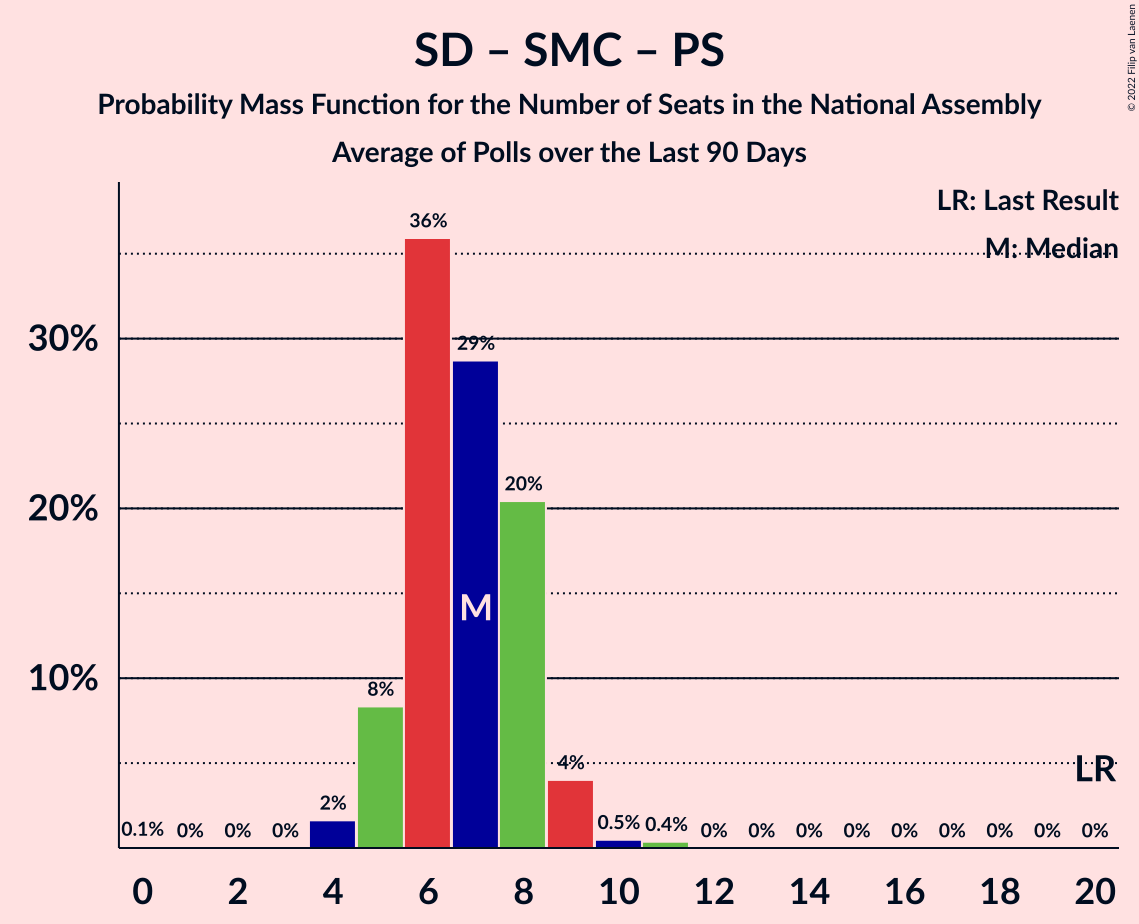 SD – SMC – PS
Probability Mass Function for the Number of Seats in the National Assembly
Average of Polls over the Last 90 Days
© 2022 Filip van Laenen
LR: Last Result
M: Median
36%
30%
29%
20%
20%
M
10%
8%
4%
LR
2%
0.1% 0% 0% 0% 0.5% 0.4% 0% 0% 0% 0% 0% 0% 0% 0% 0%
0 2 4 6 8 10 12 14 16 18 20